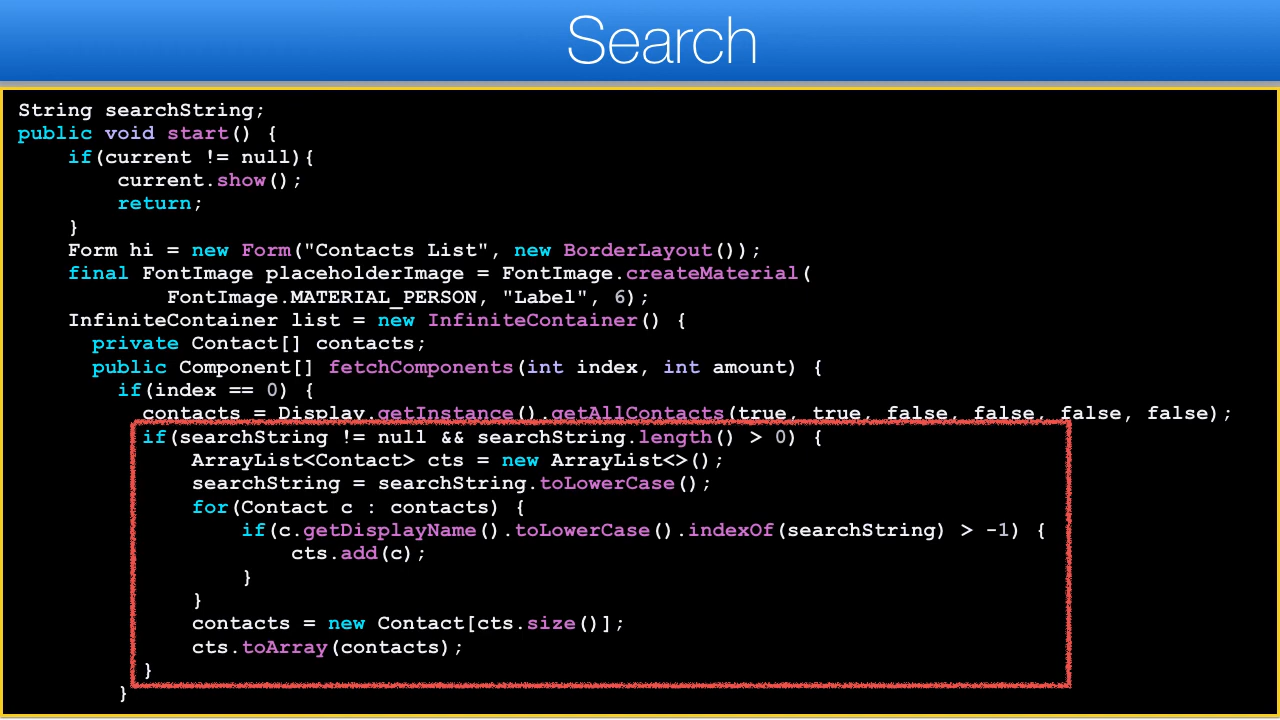 Search
String searchString;
public void start() {
    if(current != null){
        current.show();
        return;
    }
    Form hi = new Form("Contacts List", new BorderLayout());
    final FontImage placeholderImage = FontImage.createMaterial(
            FontImage.MATERIAL_PERSON, "Label", 6);
    InfiniteContainer list = new InfiniteContainer() {
      private Contact[] contacts;
      public Component[] fetchComponents(int index, int amount) {
        if(index == 0) {
          contacts = Display.getInstance().getAllContacts(true, true, false, false, false, false);
          if(searchString != null && searchString.length() > 0) {
              ArrayList<Contact> cts = new ArrayList<>();
              searchString = searchString.toLowerCase();
              for(Contact c : contacts) {
                  if(c.getDisplayName().toLowerCase().indexOf(searchString) > -1) {
                      cts.add(c);
                  }
              }
              contacts = new Contact[cts.size()];
              cts.toArray(contacts);
          }
        }